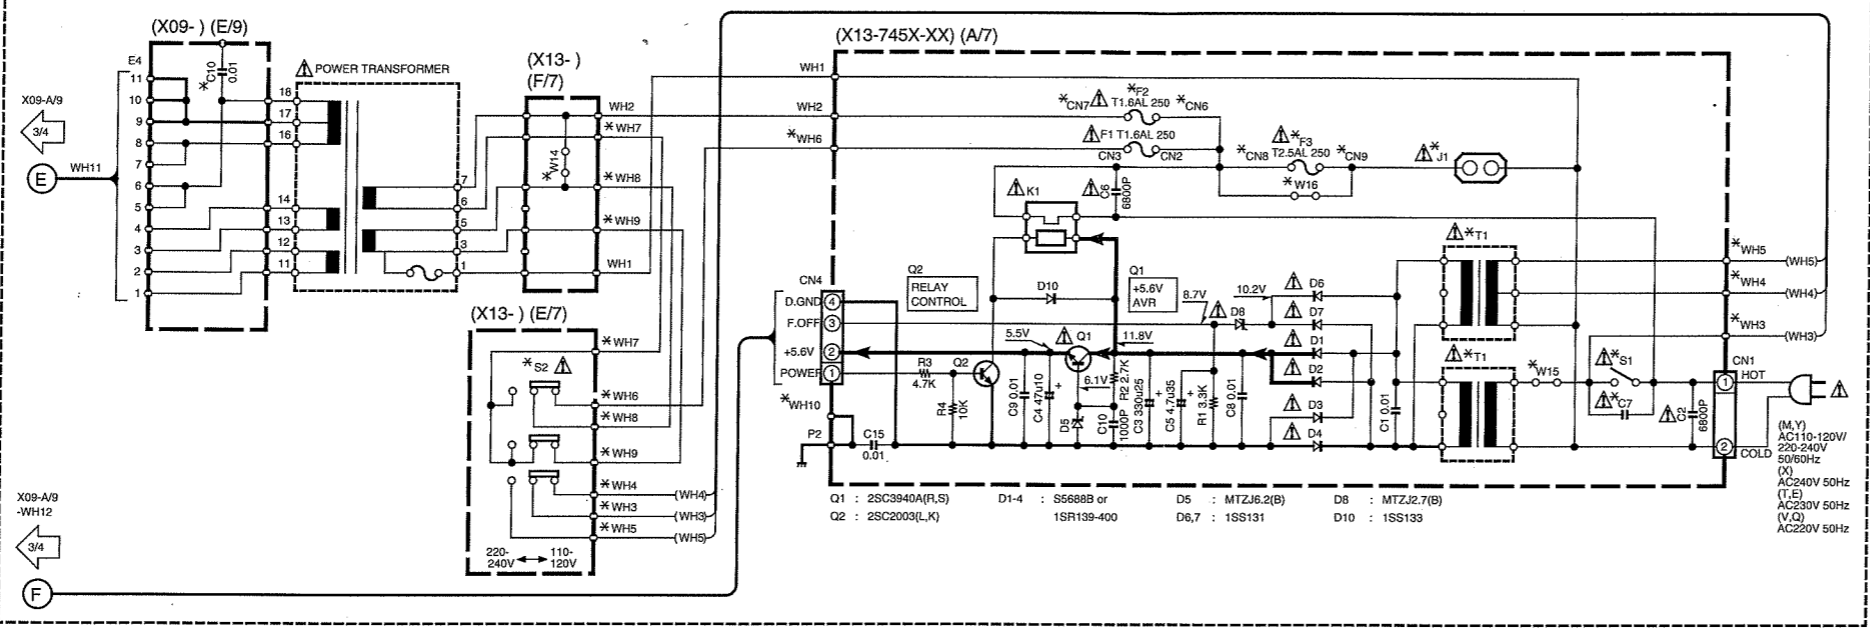 (X09- ) (E/9)
E4
11
10
9
8
7
6
5
4
3
2
1
*C10
0.01
X09-A/9
3/4
E
WH11
POWER TRANSFORMER
18
17
16
14
13
12
11
7
6
5
3
1
(X13- )
(F/7)
*W14
WH2
*WH7
*WH8
*WH9
WH1
(X13- ) (E/7)
*S2
*WH7
*WH6
*WH8
*WH9
*WH4
*WH3
*WH5
(WH4)
(WH3)
(WH5)
220-
240V
110-
120V
X09-A/9
-WH12
3/4
F
(X13-745X-XX) (A/7)
WH1
WH2
*WH6
*CN7
*F2
T1.6AL 250
*CN6
F1 T1.6AL 250
CN3
CN2
*F3
*CN8
T2.5AL 250
*CN9
*W16
*J1
K1
C6
6800P
CN4
D.GND
4
F.OFF
3
+5.6V
2
POWER
1
*WH10
P2
C15
0.01
Q2
RELAY
CONTROL
D10
Q1
+5.6V
AVR
8.7V
10.2V
D8
D6
D7
D1
D2
D3
D4
5.5V
Q1
11.8V
6.1V
R3
4.7K
Q2
R4
10K
C9 0.01
C4 47u10
D5
C10
1000P
R2 2.7K
C3 330u25
C5 4.7u35
R1 3.3K
C8 0.01
C1 0.01
*T1
*T1
*W15
*S1
*C7
C2
6800P
*WH5
(WH5)
*WH4
(WH4)
*WH3
(WH3)
CN1
HOT
1
2
COLD
(M,Y)
AC110-120V/
220-240V
50/60Hz
(X)
AC240V 50Hz
(T,E)
AC230V 50Hz
(V,Q)
AC220V 50Hz
Q1 : 2SC3940A(R,S)
Q2 : 2SC2003(L,K)
D1-4 : S5688B or
1SR139-400
D5 : MTZJ6.2(B)
D6,7 : 1SS131
D8 : MTZJ2.7(B)
D10 : 1SS133